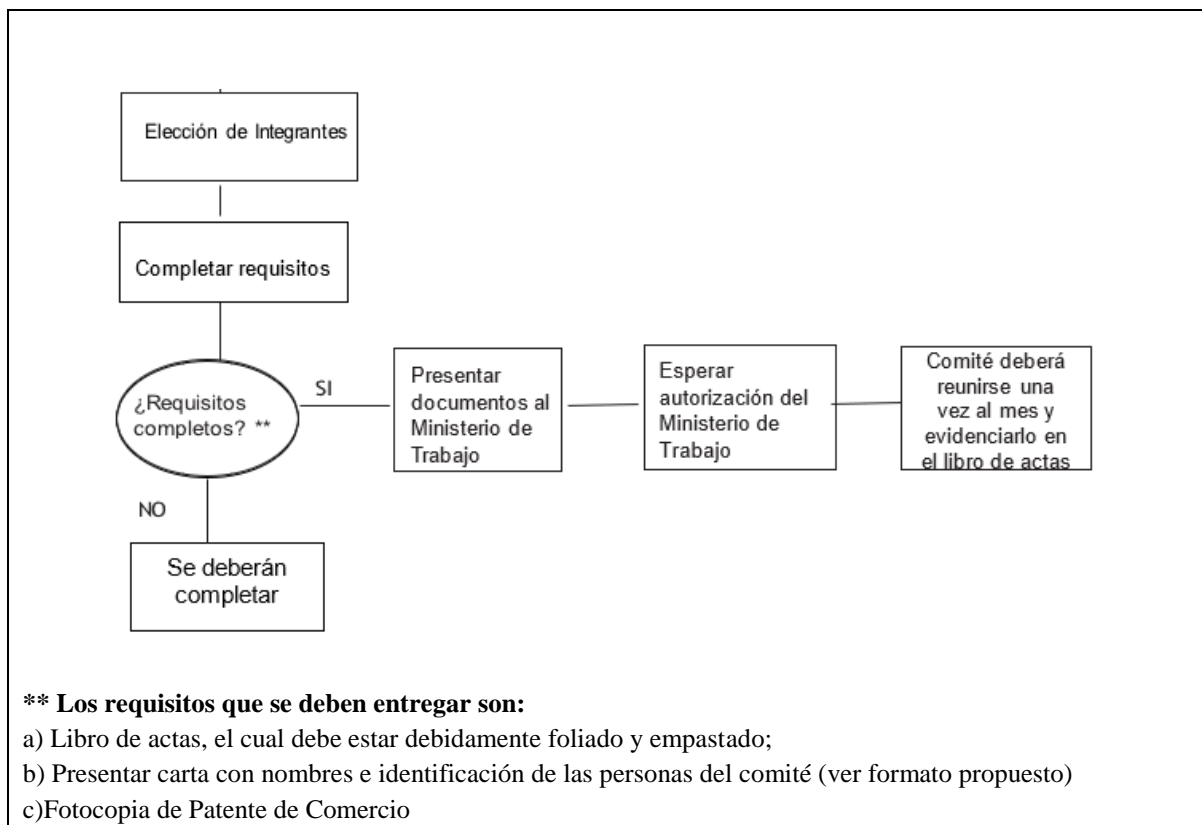 Elección de Integrantes
Completar requisitos
¿Requisitos
completos? **
SI
Presentar
documentos al
Ministerio de
Trabajo
Esperar
autorización del
Ministerio de
Trabajo
Comité deberá
reunirse una
vez al mes y
evidenciarlo en
el libro de actas
NO
Se deberán
completar
** Los requisitos que se deben entregar son:
a) Libro de actas, el cual debe estar debidamente foliado y empastado;
b) Presentar carta con nombres e identificación de las personas del comité (ver formato propuesto)
c)Fotocopia de Patente de Comercio